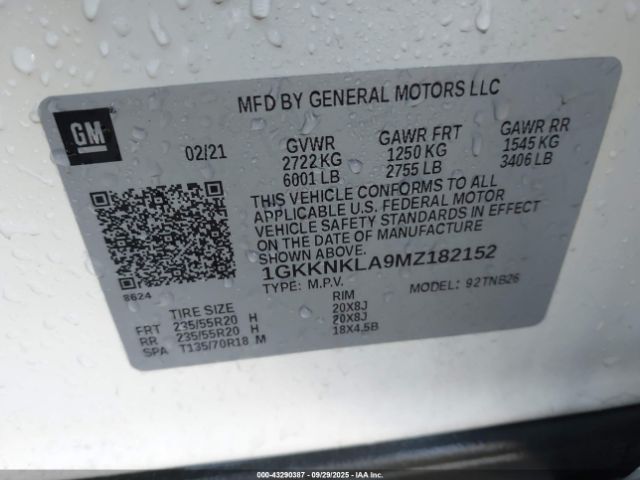 MFD BY GENERAL MOTORS LLC
GM
02/21
GVWR
2722 KG
6001 LB
GAWR FRT
1250 KG
2755 LB
GAWR RR
1545 KG
3406 LB
THIS VEHICLE CONFORMS TO ALL
APPLICABLE U.S. FEDERAL MOTOR
VEHICLE SAFETY STANDARDS IN EFFECT
ON THE DATE OF MANUFACTURE
SHOWN ABOVE.
1GKKNKLA9MZ182152
TYPE: M.P.V.
MODEL: 92TNB26
8624
TIRE SIZE RIM
FRT 235/55R20 H 20X8J
RR 235/55R20 H 20X8J
SPA T135/70R18 M 18X4.5B
© COPY - 43290387 - 09/29/2025 - IAAI.COM